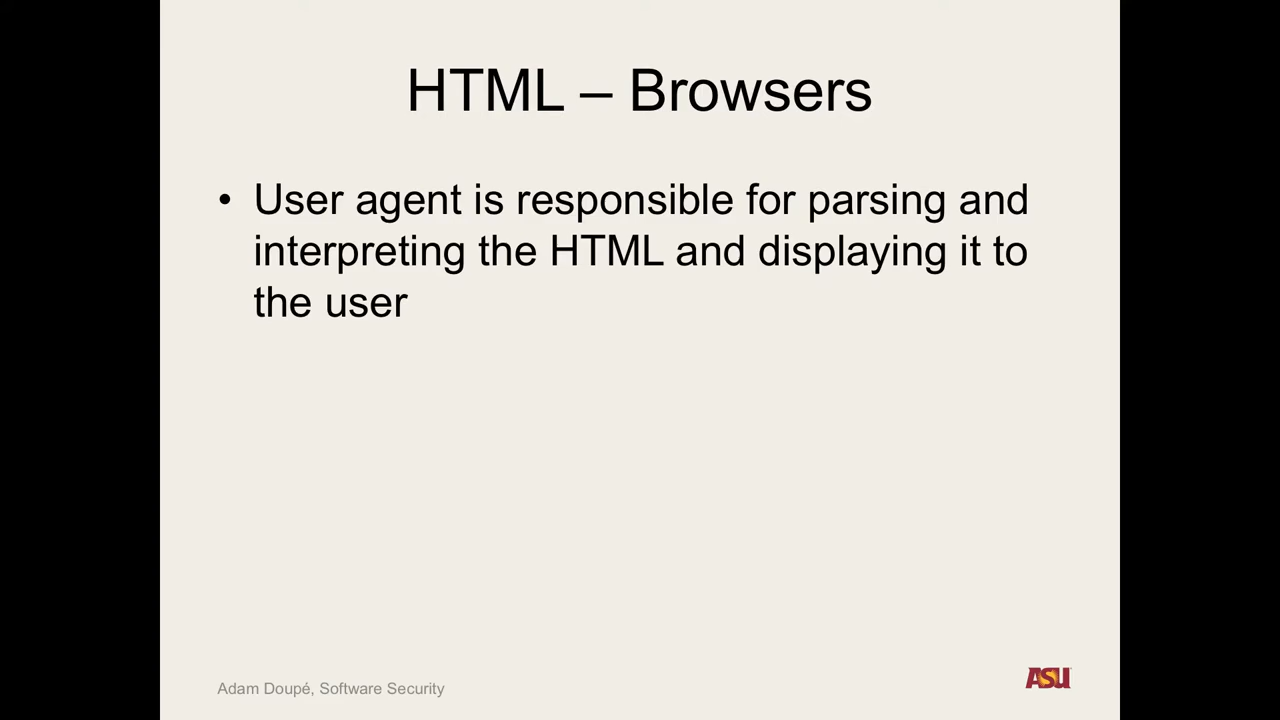 HTML – Browsers
• User agent is responsible for parsing and
interpreting the HTML and displaying it to
the user
Adam Doupé, Software Security
ASU